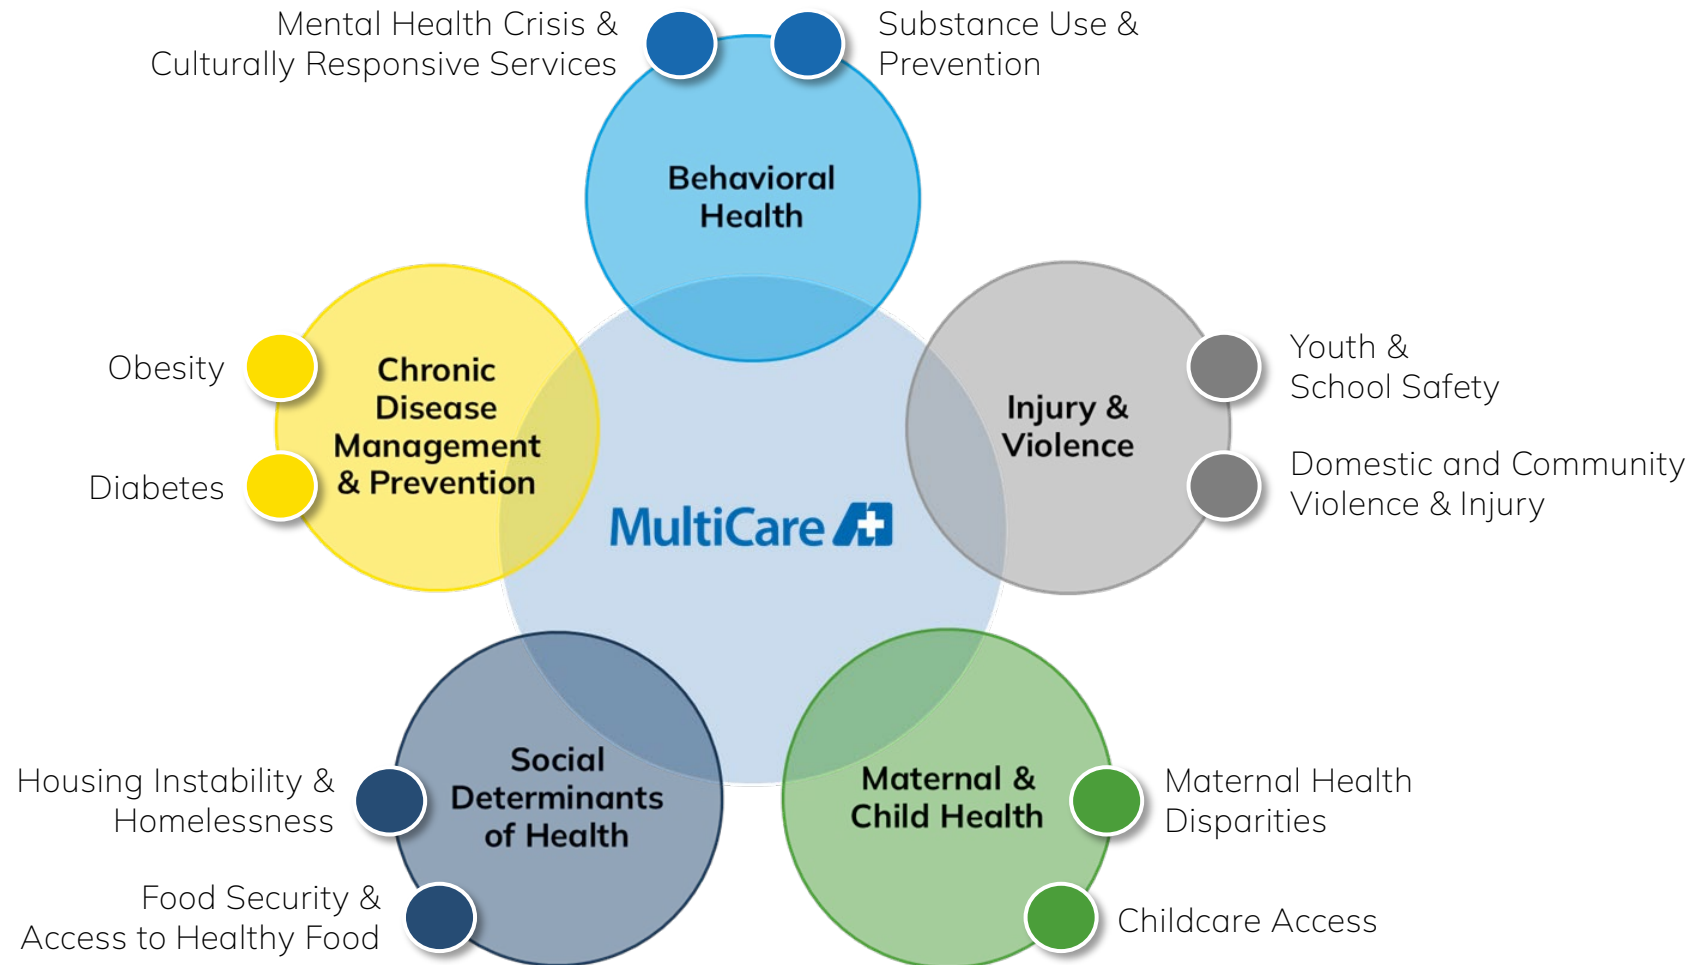 Mental Health Crisis &
Culturally Responsive Services
Substance Use &
Prevention
Behavioral
Health
Obesity
Diabetes
Chronic
Disease
Management
& Prevention
Injury &
Violence
Youth &
School Safety
Domestic and Community
Violence & Injury
MultiCare
Housing Instability &
Homelessness
Food Security &
Access to Healthy Food
Social
Determinants
of Health
Maternal &
Child Health
Maternal Health
Disparities
Childcare Access